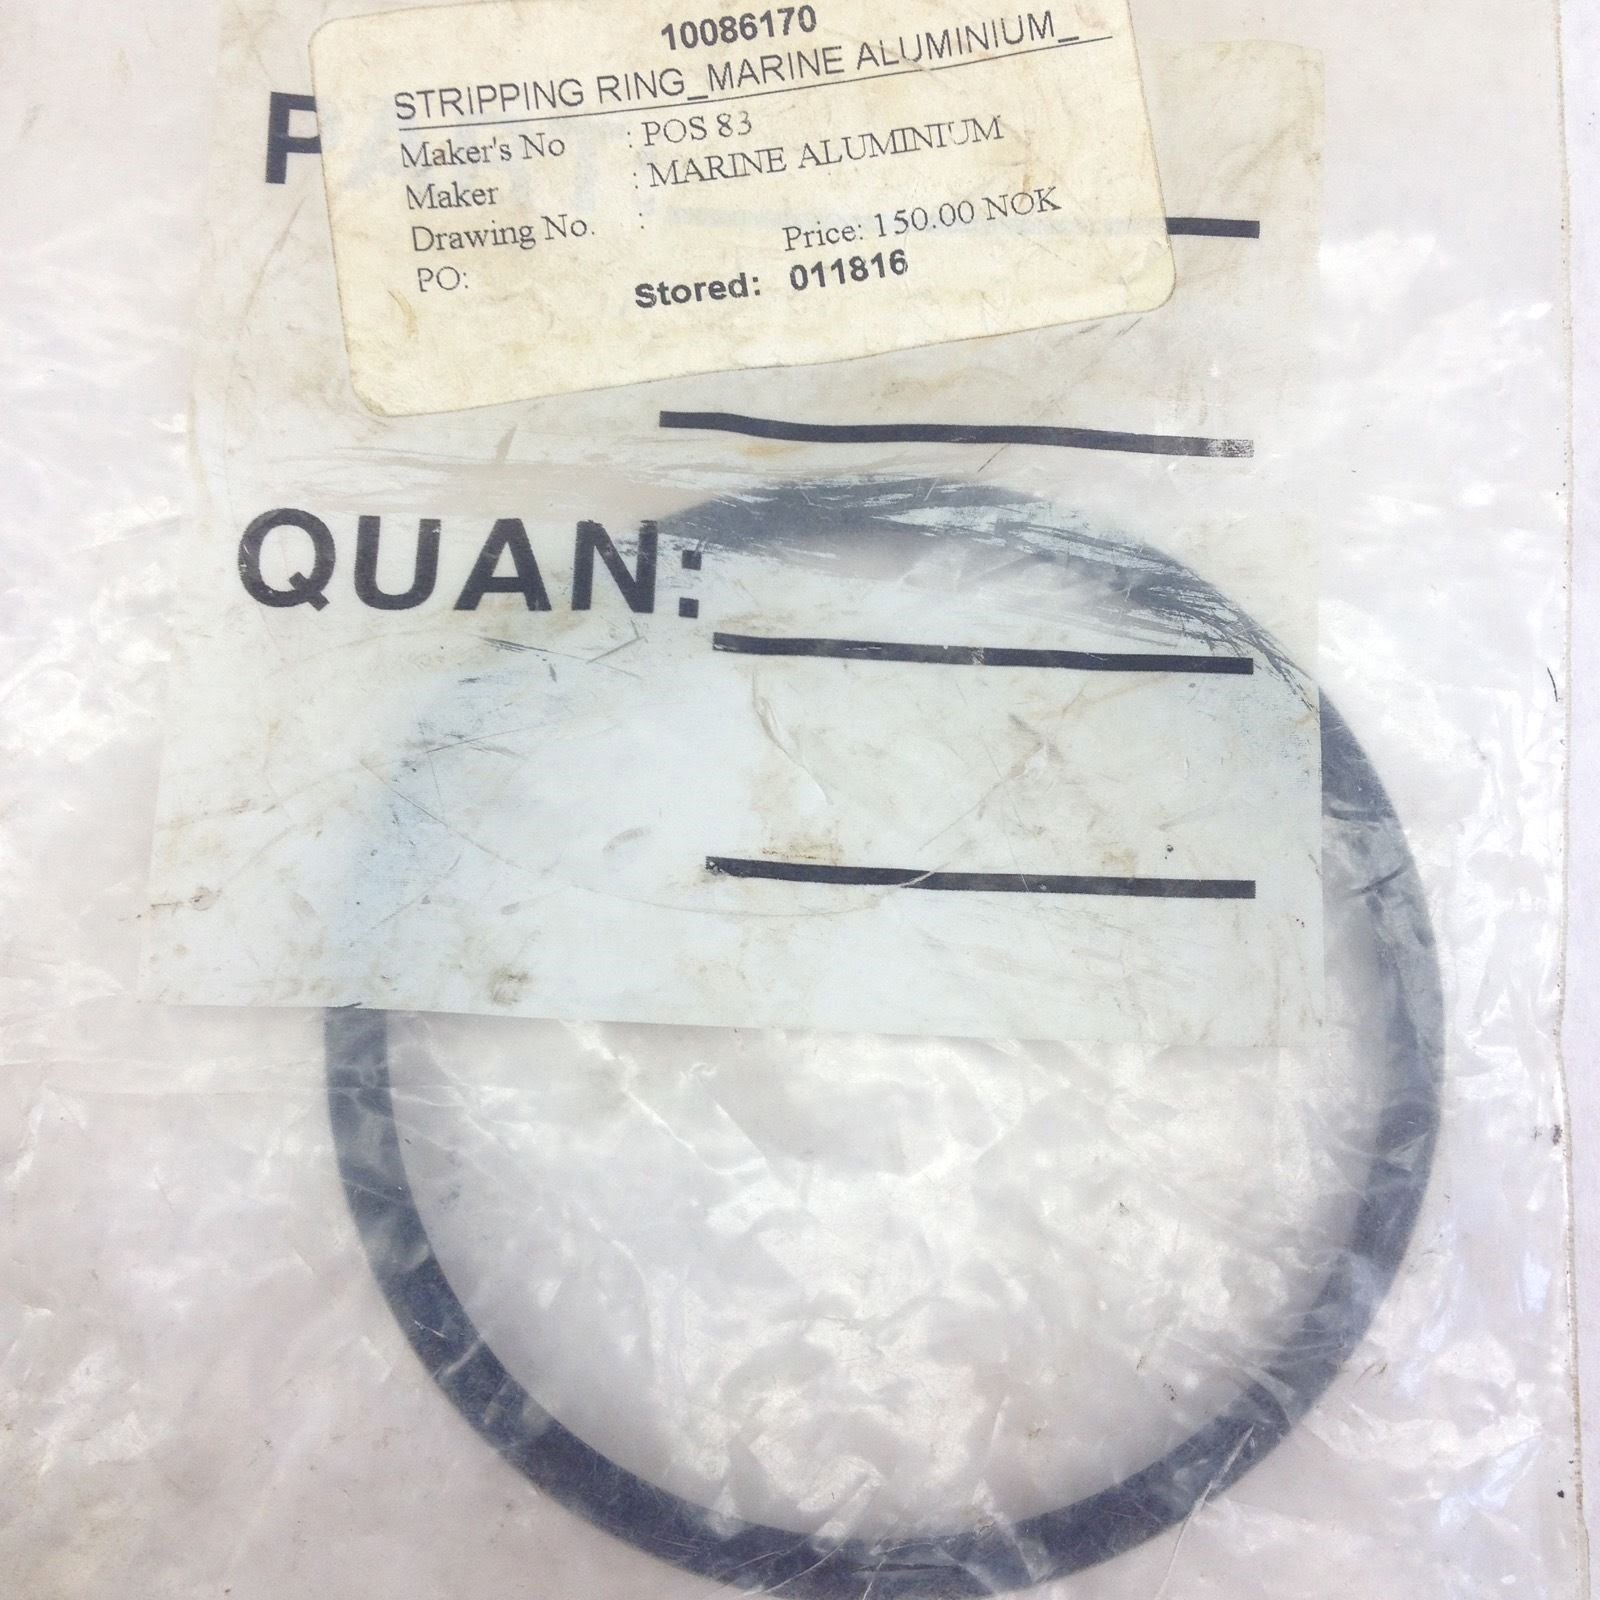 10086170
STRIPPING RING_MARINE ALUMINIUM_
Maker's No : POS 83
Maker : MARINE ALUMINIUM
Drawing No. :
PO: Price: 150.00 NOK
Stored: 011816
QUAN: